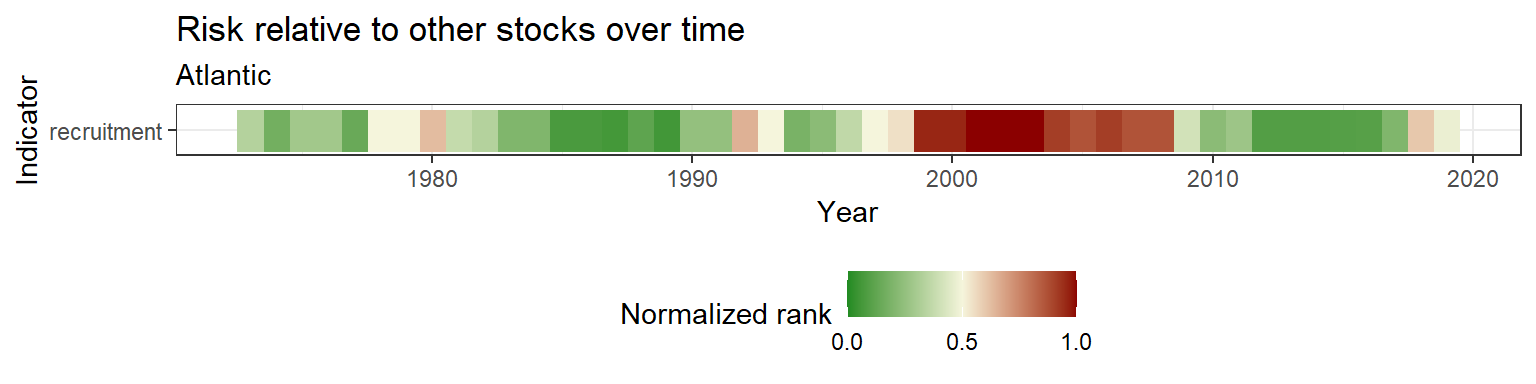 Risk relative to other stocks over time
Atlantic
Indicator
recruitment
1980 1990 2000 2010 2020
Year
Normalized rank
0.0 0.5 1.0